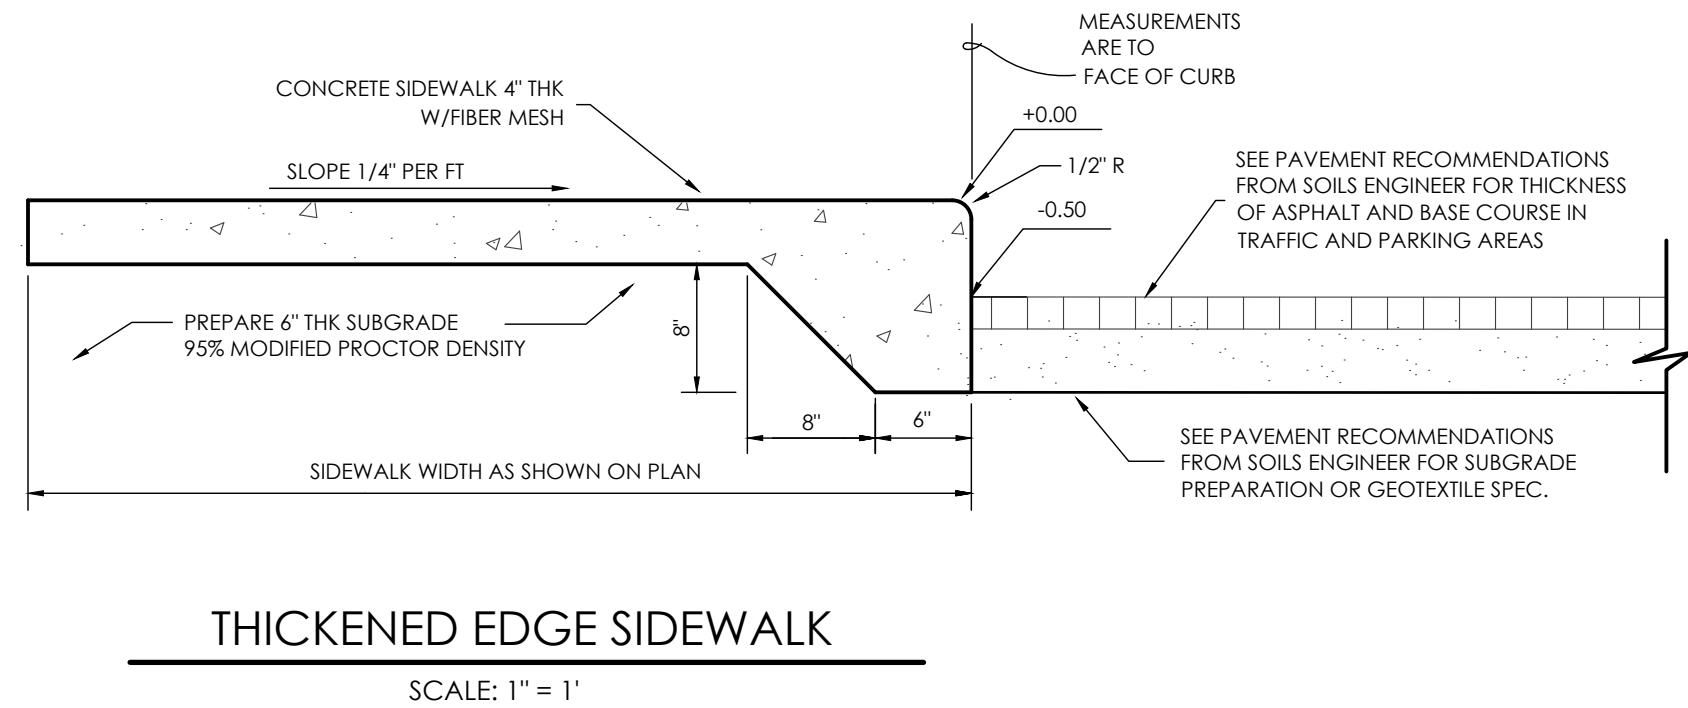 MEASUREMENTS
ARE TO
FACE OF CURB
CONCRETE SIDEWALK 4" THK
W/FIBER MESH
+0.00
SLOPE 1/4" PER FT
1/2" R
SEE PAVEMENT RECOMMENDATIONS
FROM SOILS ENGINEER FOR THICKNESS
OF ASPHALT AND BASE COURSE IN
TRAFFIC AND PARKING AREAS
-0.50
PREPARE 6" THK SUBGRADE
95% MODIFIED PROCTOR DENSITY
8"
8"
6"
SEE PAVEMENT RECOMMENDATIONS
FROM SOILS ENGINEER FOR SUBGRADE
PREPARATION OR GEOTEXTILE SPEC.
SIDEWALK WIDTH AS SHOWN ON PLAN
THICKENED EDGE SIDEWALK
SCALE: 1" = 1'